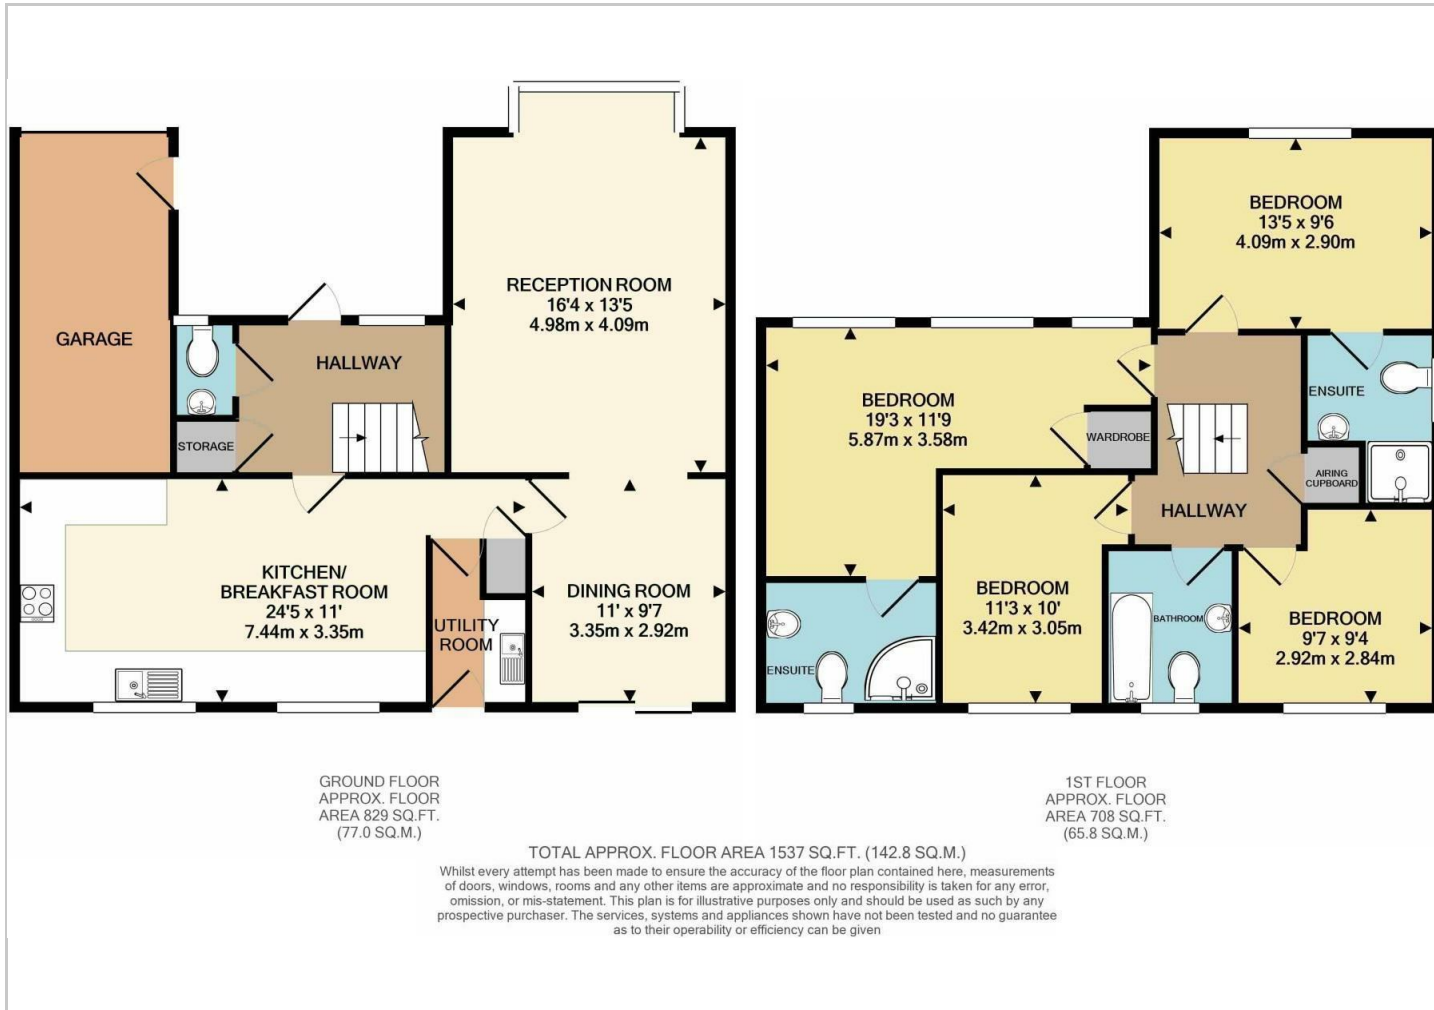 GARAGE
STORAGE
HALLWAY
RECEPTION ROOM
16'4 x 13'5
4.98m x 4.09m
KITCHEN/
BREAKFAST ROOM
24'5 x 11'
7.44m x 3.35m
UTILITY
ROOM
DINING ROOM
11' x 9'7
3.35m x 2.92m
BEDROOM
13'5 x 9'6
4.09m x 2.90m
BEDROOM
19'3 x 11'9
5.87m x 3.58m
WARDROBE
ENSUITE
AIRING
CUPBOARD
HALLWAY
BEDROOM
11'3 x 10'
3.42m x 3.05m
ENSUITE
BATHROOM
BEDROOM
9'7 x 9'4
2.92m x 2.84m
GROUND FLOOR
APPROX. FLOOR
AREA 829 SQ.FT.
(77.0 SQ.M.)
1ST FLOOR
APPROX. FLOOR
AREA 708 SQ.FT.
(65.8 SQ.M.)
TOTAL APPROX. FLOOR AREA 1537 SQ.FT. (142.8 SQ.M.)
Whilst every attempt has been made to ensure the accuracy of the floor plan contained here, measurements
of doors, windows, rooms and any other items are approximate and no responsibility is taken for any error,
omission, or mis-statement. This plan is for illustrative purposes only and should be used as such by any
prospective purchaser. The services, systems and appliances shown have not been tested and no guarantee
as to their operability or efficiency can be given